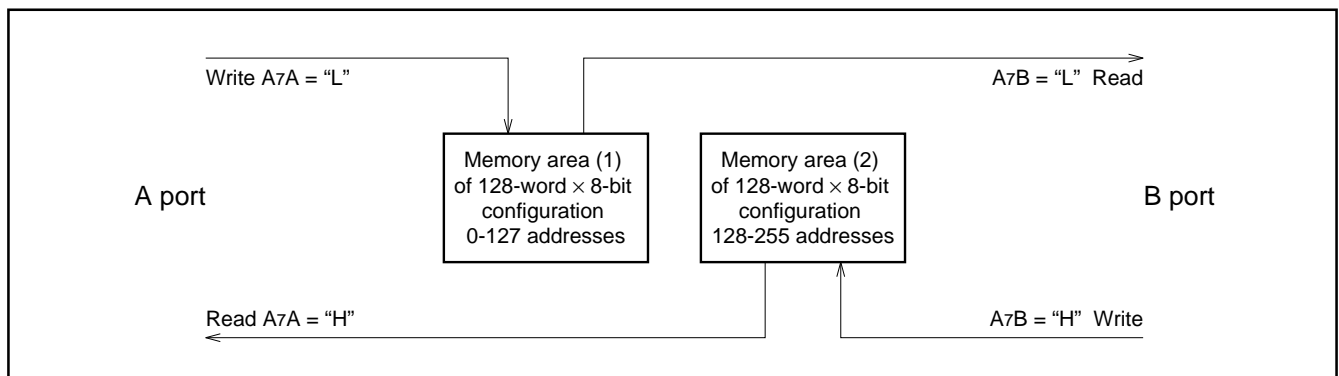 Write A7A = “L”
A7B = “L” Read
Memory area (1)
of 128-word × 8-bit
configuration
0-127 addresses
Memory area (2)
of 128-word × 8-bit
configuration
128-255 addresses
A port
B port
Read A7A = “H”
A7B = “H” Write